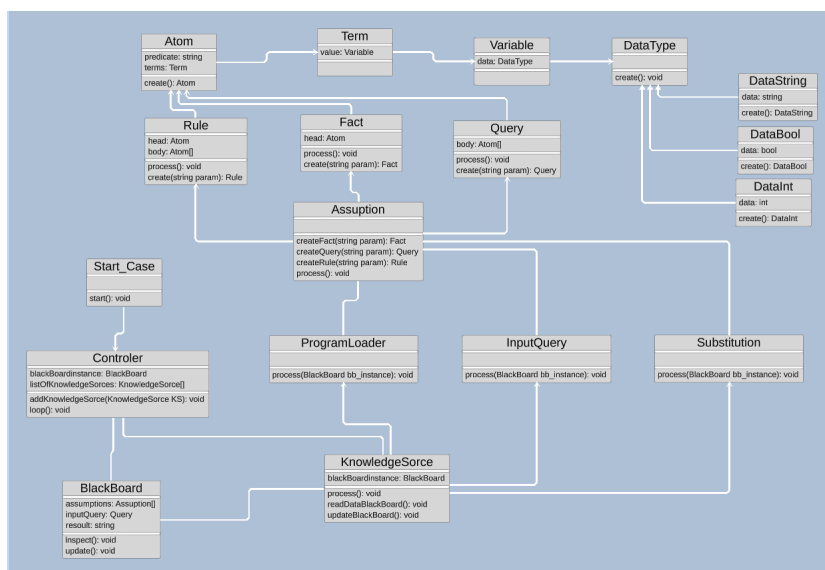 Atom
predicate: string
terms: Term
create(): Atom
Term
value: Variable
Variable
data: DataType
DataType
create(): void
DataString
data: string
create(): DataString
DataBool
data: bool
create(): DataBool
DataInt
data: int
create(): DataInt
Rule
head: Atom
body: Atom[]
process(): void
create(string param): Rule
Fact
head: Atom
process(): void
create(string param): Fact
Query
body: Atom[]
process(): void
create(string param): Query
Assuption
createFact(string param): Fact
createQuery(string param): Query
createRule(string param): Rule
process(): void
Start_Case
start(): void
Controler
blackBoardinstance: BlackBoard
listOfKnowledgeSorces: KnowledgeSorce[]
addKnowledgeSorce(KnowledgeSorce KS): void
loop(): void
ProgramLoader
process(BlackBoard bb_instance): void
InputQuery
process(BlackBoard bb_instance): void
Substitution
process(BlackBoard bb_instance): void
KnowledgeSorce
blackBoardinstance: BlackBoard
process(): void
readDataBlackBoard(): void
updateBlackBoard(): void
BlackBoard
assumptions: Assuption[]
inputQuery: Query
resoult: string
inspect(): void
update(): void